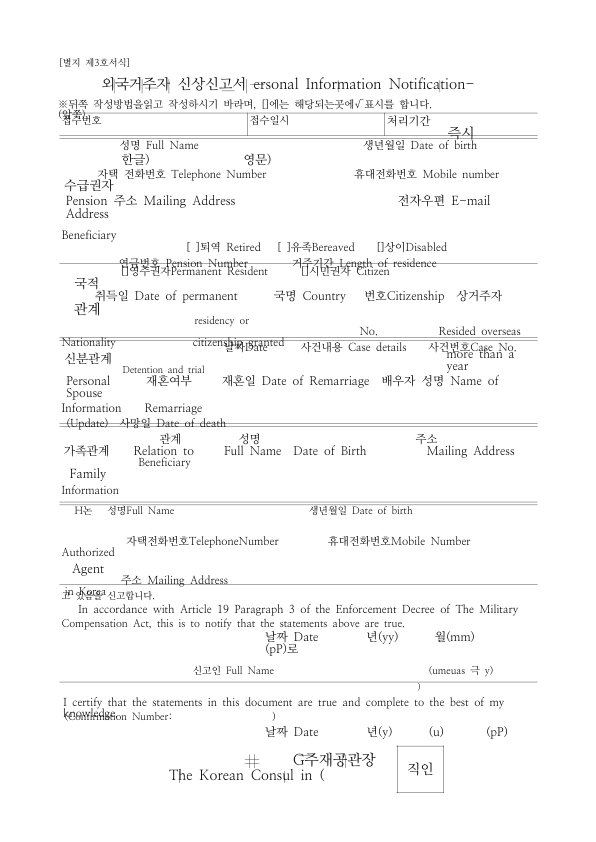 [별지 제3호서식]
외국거주자 신상신고서 -ersonal Information Notification-
※뒤쪽 작성방법을읽고 작성하시기 바라며, []에는 해당되는곳에√표시를 합니다.
(앞쪽)
접수번호 접수일시 처리기간
즉시
성명 Full Name 생년월일 Date of birth
한글) 영문)
자택 전화번호 Telephone Number 휴대전화번호 Mobile number
수급권자
Pension 주소 Mailing Address 전자우편 E-mail
Address
Beneficiary
[ ]퇴역 Retired [ ]유족Bereaved []상이Disabled
연금번호 Pension Number 거주기간 Length of residence
[]영주권자Permanent Resident []시민권자 Citizen
국적
취득일 Date of permanent 국명 Country 번호Citizenship 상거주자
관계
residency or
No. Resided overseas
Nationality citizenship granted
날짜Date 사건내용 Case details 사건번호Case No.
more than a
신분관계
year
Detention and trial
Personal 재혼여부 재혼일 Date of Remarriage 배우자 성명 Name of
Spouse
Information Remarriage
(Update) 사망일 Date of death
관계 성명 주소
가족관계 Relation to Full Name Date of Birth Mailing Address
Beneficiary
Family
Information
H논 성명Full Name 생년월일 Date of birth
자택전화번호TelephoneNumber 휴대전화번호Mobile Number
Authorized
Agent
주소 Mailing Address
in Korea
고 있음을 신고합니다.
In accordance with Article 19 Paragraph 3 of the Enforcement Decree of The Military
Compensation Act, this is to notify that the statements above are true.
날짜 Date 년(yy) 월(mm)
(pP)로
신고인 Full Name (umeuas 극 y)
)
I certify that the statements in this document are true and complete to the best of my
knowledge.
(Confirmation Number: )
날짜 Date 년(y) (u) (pP)
G주재공관장
직인
The Korean Consul in (